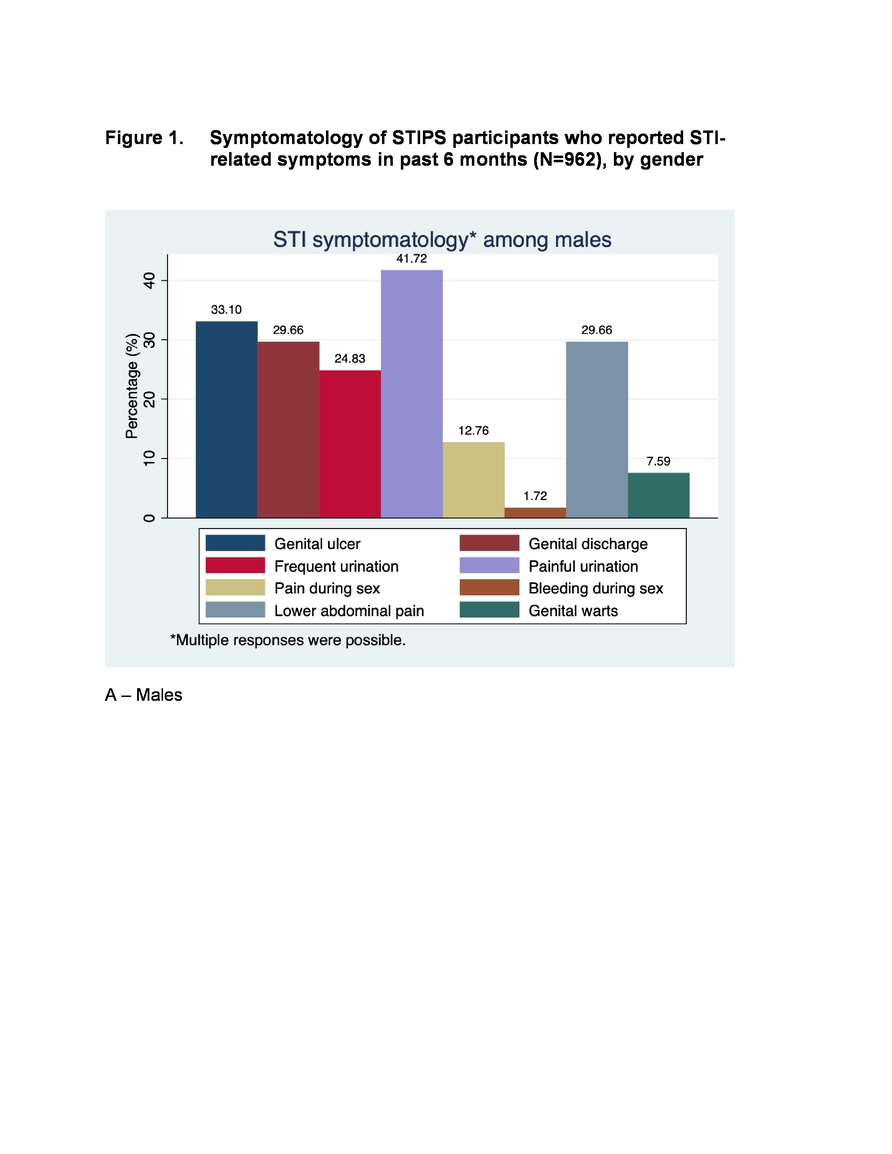 Figure 1. Symptomatology of STIPS participants who reported STI-
related symptoms in past 6 months (N=962), by gender
STI symptomatology* among males
Percentage (%)
40
30
20
10
0
33.10
29.66
24.83
41.72
12.76
1.72
29.66
7.59
Genital ulcer Genital discharge
Frequent urination Painful urination
Pain during sex Bleeding during sex
Lower abdominal pain Genital warts
*Multiple responses were possible.
A – Males